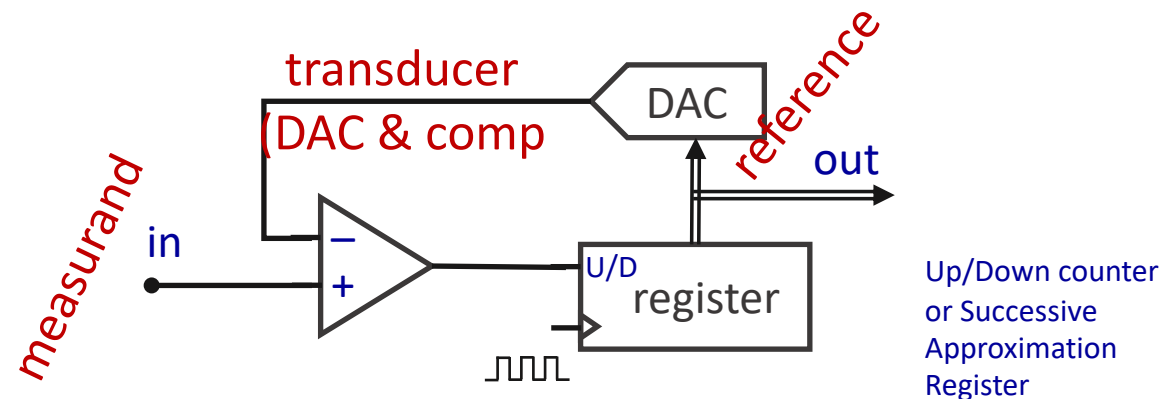 transducer
(DAC & comp
DAC
reference
out
measurand
in
−
+
U/D
register
Up/Down counter
or Successive
Approximation
Register